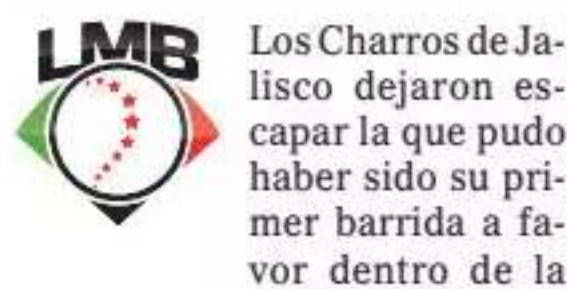 LMB
Los Charros de Ja-
lisco dejaron es-
capar la que pudo
haber sido su pri-
mer barrida a fa-
vor dentro de la